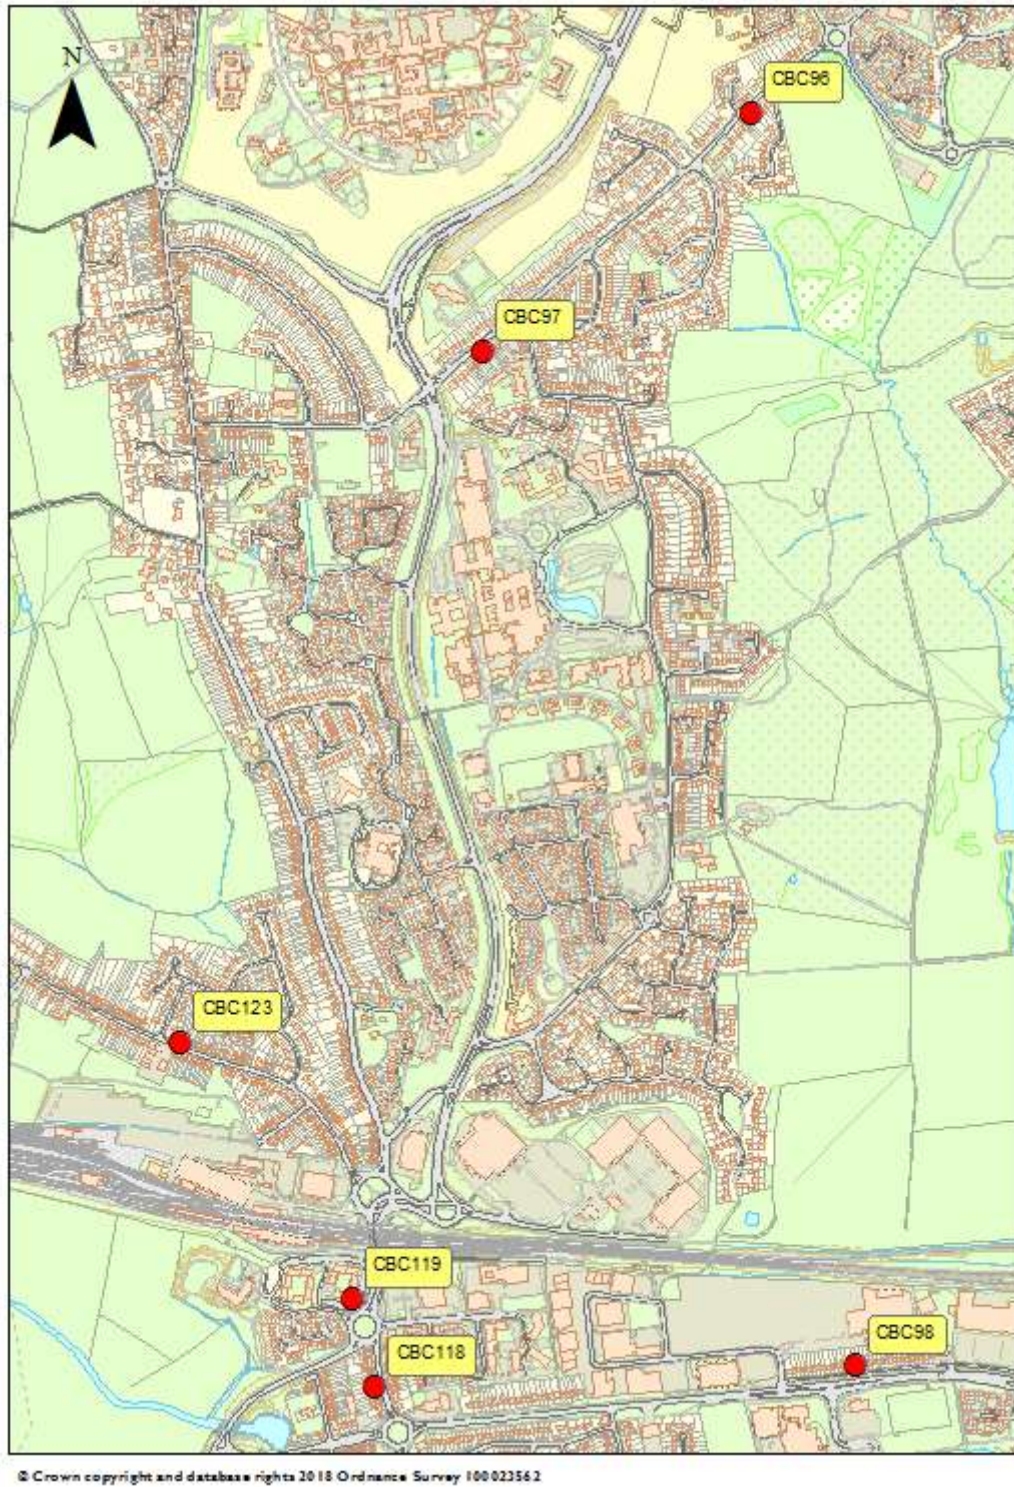 N
CBC96
CBC97
CBC123
CBC119
CBC118
CBC98
© Crown copyright and database rights 2018 Ordnance Survey 100023562